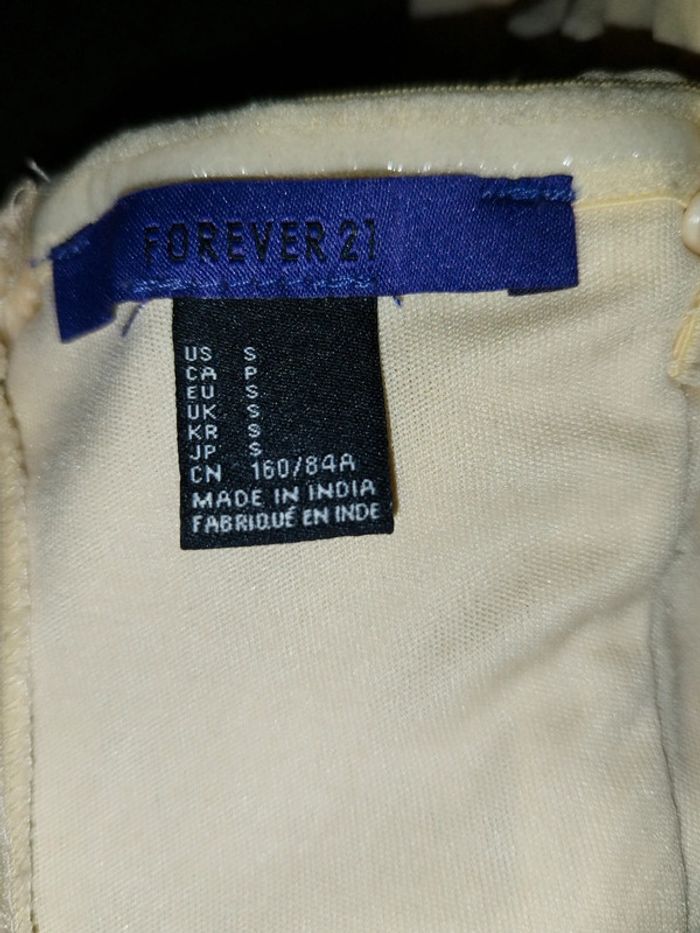 FOREVER 21
US S
CA P
EU S
UK S
KR S
JP S
CN 160/84A
MADE IN INDIA
FABRIQUÉ EN INDE